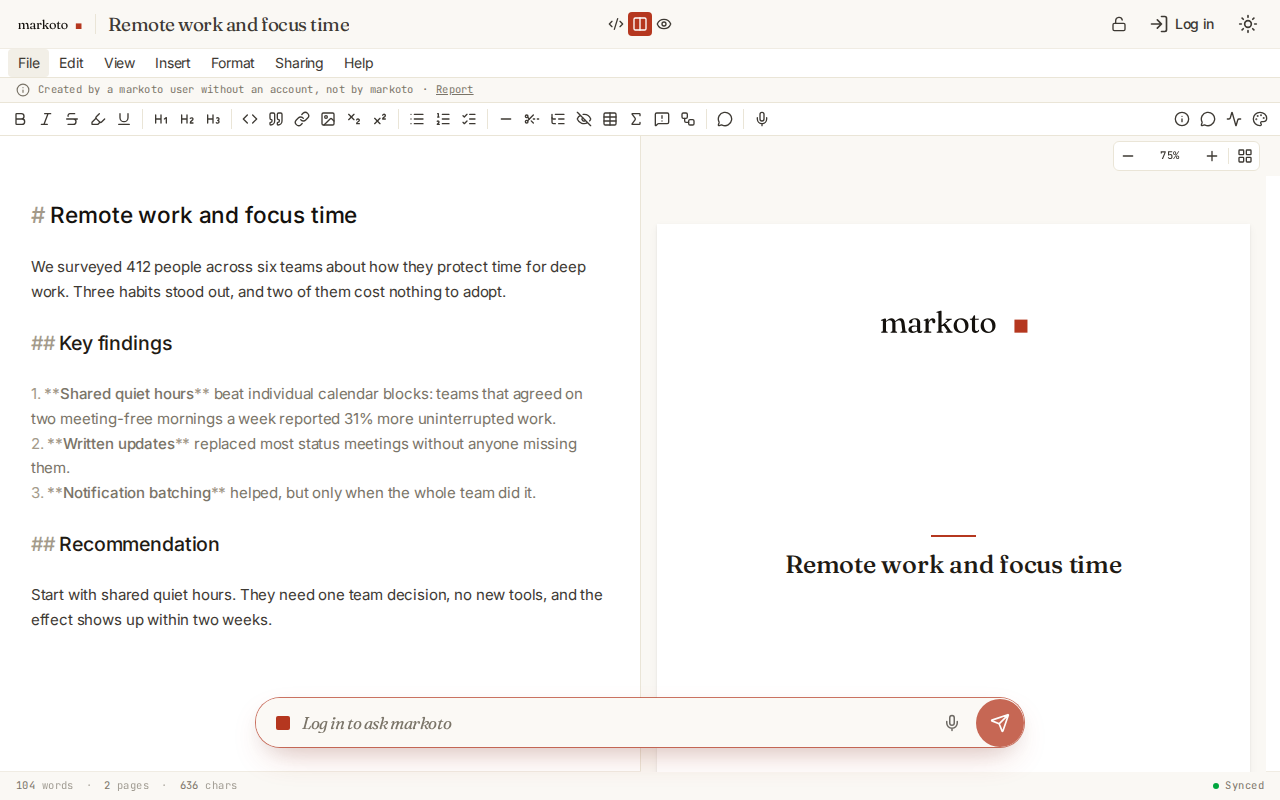 markoto
Remote work and focus time
Log in
File Edit View Insert Format Sharing Help
Created by a markoto user without an account, not by markoto · Report
H1 H2 H3
x₂ x²
75%
# Remote work and focus time
We surveyed 412 people across six teams about how they protect time for deep
work. Three habits stood out, and two of them cost nothing to adopt.
## Key findings
1. **Shared quiet hours** beat individual calendar blocks: teams that agreed on
two meeting-free mornings a week reported 31% more uninterrupted work.
2. **Written updates** replaced most status meetings without anyone missing
them.
3. **Notification batching** helped, but only when the whole team did it.
## Recommendation
Start with shared quiet hours. They need one team decision, no new tools, and the
effect shows up within two weeks.
markoto
Remote work and focus time
Log in to ask markoto
104 words · 2 pages · 636 chars
Synced